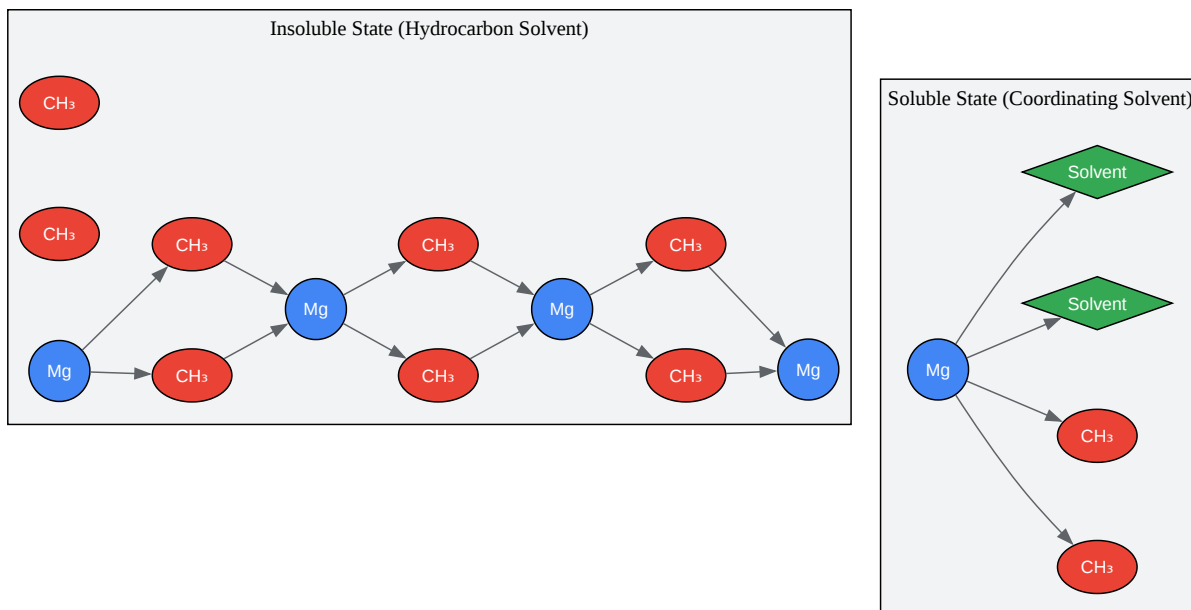 Insoluble State (Hydrocarbon Solvent)
CH₃
CH₃
CH₃
CH₃
CH₃
Mg
Mg
Mg
CH₃
CH₃
CH₃
Mg
Soluble State (Coordinating Solvent)
Solvent
Solvent
Mg
CH₃
CH₃